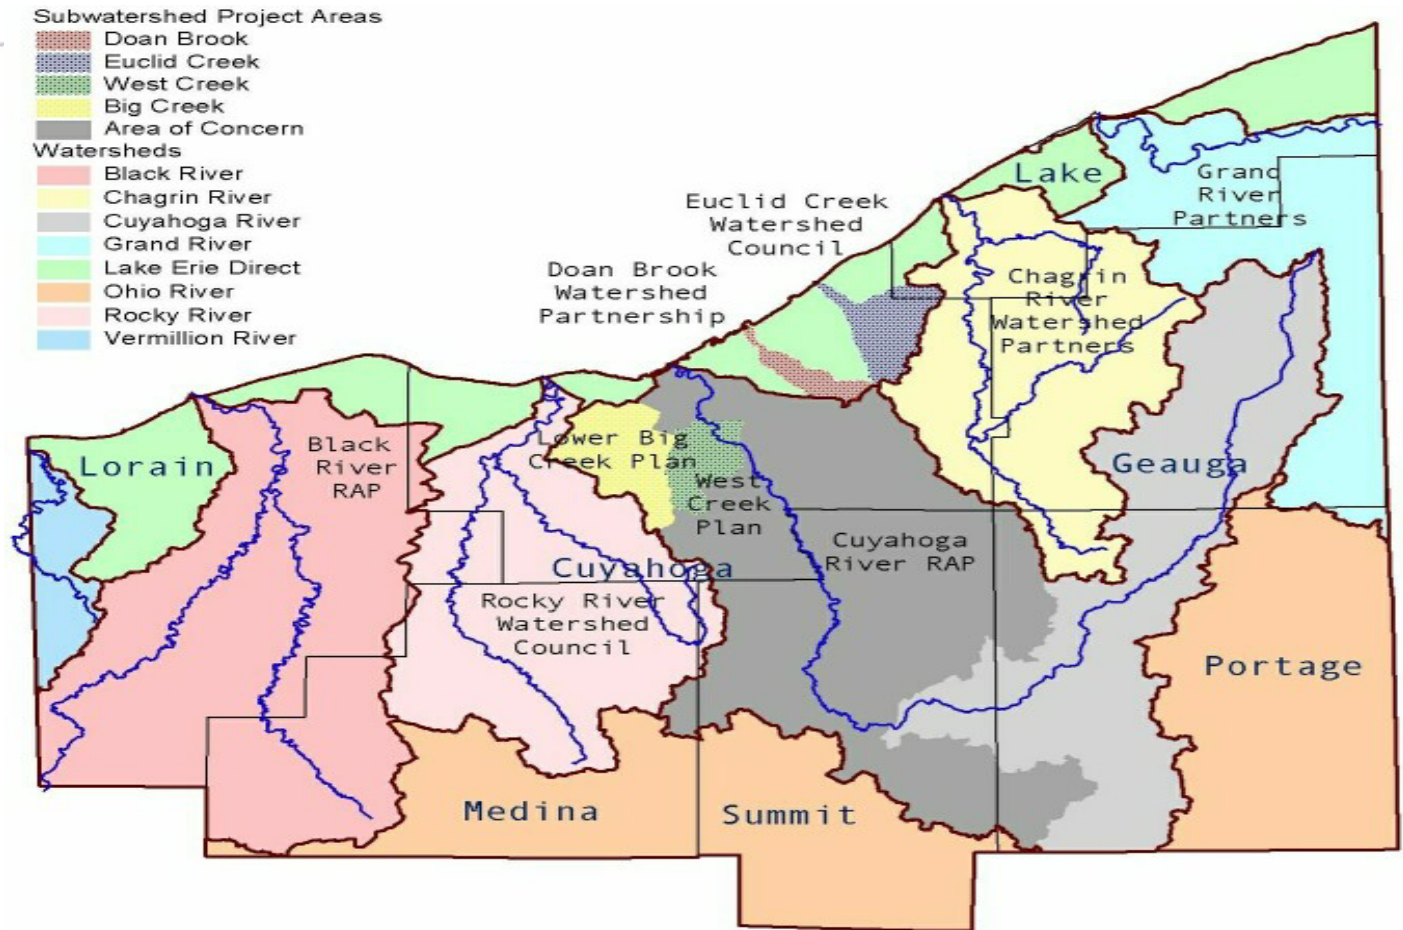 Subwatershed Project Areas
Doan Brook
Euclid Creek
West Creek
Big Creek
Area of Concern
Watersheds
Black River
Chagrin River
Cuyahoga River
Grand River
Lake Erie Direct
Ohio River
Rocky River
Vermillion River
Lake
Grand
River
Partners
Euclid Creek
Watershed
Council
Doan Brook
Watershed
Partnership
Chagrin
River
Watershed
Partners
Lorain
Black
River
RAP
Lower Big
Creek Plan
West
Creek
Plan
Geauga
Cuyahoga
River RAP
Cuyahoga
Rocky River
Watershed
Council
Portage
Medina
Summit